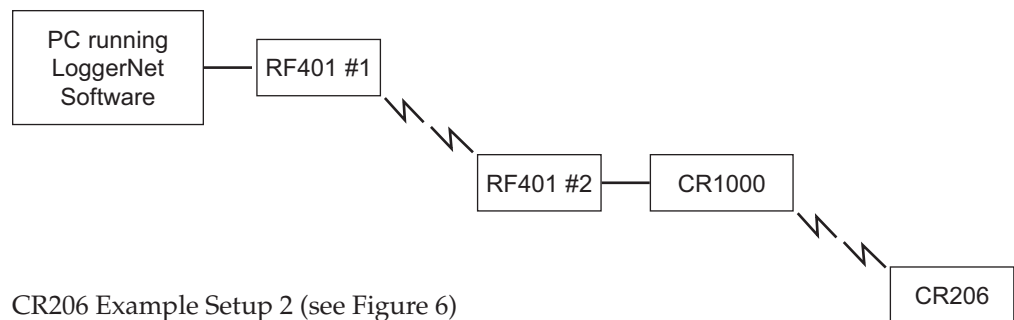 PC running
LoggerNet
Software
RF401 #1
RF401 #2
CR1000
CR206
CR206 Example Setup 2 (see Figure 6)